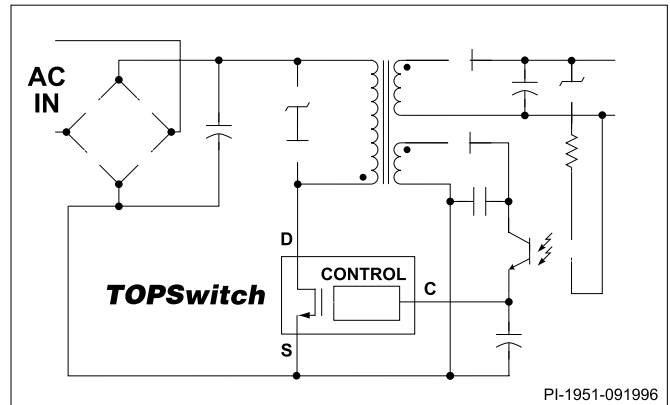 AC
IN
D
CONTROL
C
TOPSwitch
S
PI-1951-091996